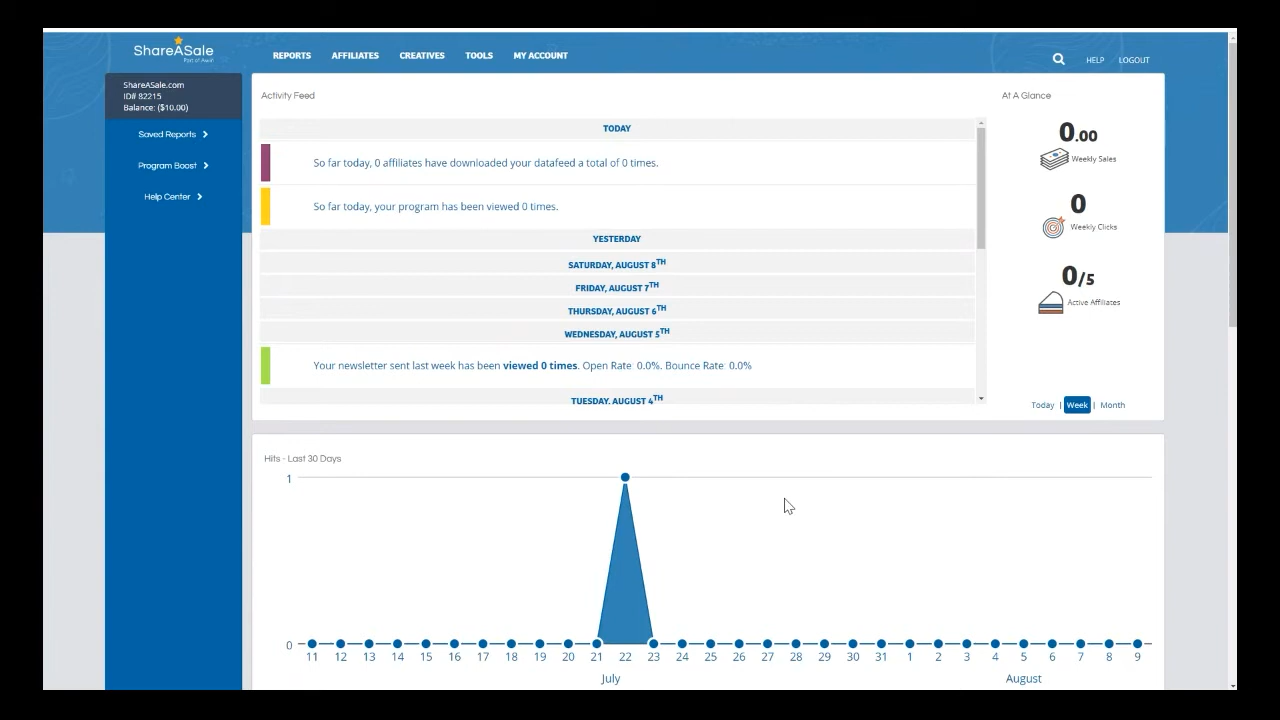 ShareASale
Part of Awin
REPORTS
AFFILIATES
CREATIVES
TOOLS
MY ACCOUNT
HELP
LOGOUT
ShareASale.com
ID# 82215
Balance: ($10.00)
Saved Reports
Program Boost
Help Center
Activity Feed
TODAY
So far today, 0 affiliates have downloaded your datafeed a total of 0 times.
So far today, your program has been viewed 0 times.
YESTERDAY
SATURDAY, AUGUST 8TH
FRIDAY, AUGUST 7TH
THURSDAY, AUGUST 6TH
WEDNESDAY, AUGUST 5TH
Your newsletter sent last week has been viewed 0 times. Open Rate: 0.0%. Bounce Rate: 0.0%
TUESDAY, AUGUST 4TH
At A Glance
0.00
Weekly Sales
0
Weekly Clicks
0/5
Active Affiliates
Today | Week | Month
Hits - Last 30 Days
1
0
11 12 13 14 15 16 17 18 19 20 21 22 23 24 25 26 27 28 29 30 31 1 2 3 4 5 6 7 8 9
July August